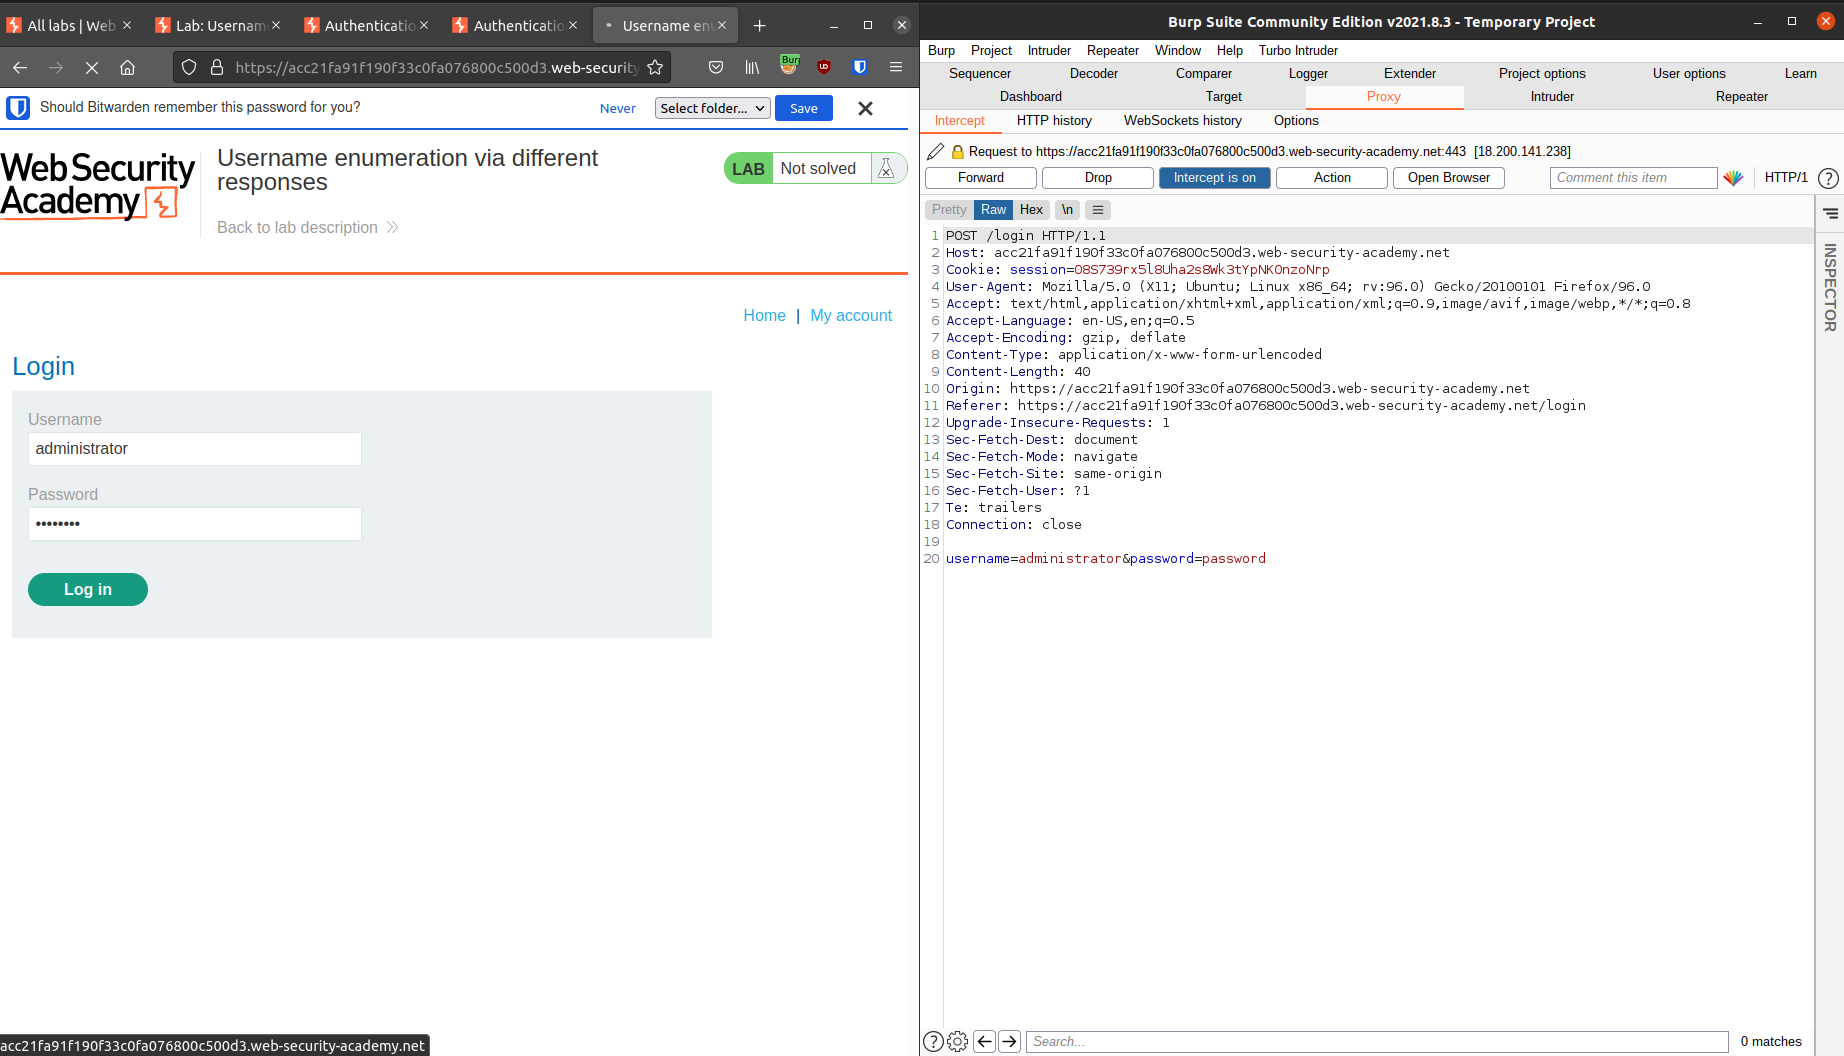 All labs | Web
Lab: Usernam
Authenticatio
Authenticatio
Username enu
https://acc21fa91f190f33c0fa076800c500d3.web-security
Burp
Should Bitwarden remember this password for you?
Never
Select folder...
Save
Web Security
Academy
Username enumeration via different
responses
Back to lab description
LAB
Not solved
Home | My account
Login
Username
administrator
Password
••••••••
Log in
acc21fa91f190f33c0fa076800c500d3.web-security-academy.net
Burp Suite Community Edition v2021.8.3 - Temporary Project
Burp Project Intruder Repeater Window Help Turbo Intruder
Sequencer Decoder Comparer Logger Extender Project options User options Learn
Dashboard Target Proxy Intruder Repeater
Intercept HTTP history WebSockets history Options
Request to https://acc21fa91f190f33c0fa076800c500d3.web-security-academy.net:443 [18.200.141.238]
Forward Drop Intercept is on Action Open Browser Comment this item HTTP/1 ?
Pretty Raw Hex \n
INSPECTOR
1 POST /login HTTP/1.1
2 Host: acc21fa91f190f33c0fa076800c500d3.web-security-academy.net
3 Cookie: session=08S739rx5l8Uha2s8Wk3tYpNKOnzoNrp
4 User-Agent: Mozilla/5.0 (X11; Ubuntu; Linux x86_64; rv:96.0) Gecko/20100101 Firefox/96.0
5 Accept: text/html,application/xhtml+xml,application/xml;q=0.9,image/avif,image/webp,*/*;q=0.8
6 Accept-Language: en-US,en;q=0.5
7 Accept-Encoding: gzip, deflate
8 Content-Type: application/x-www-form-urlencoded
9 Content-Length: 40
10 Origin: https://acc21fa91f190f33c0fa076800c500d3.web-security-academy.net
11 Referer: https://acc21fa91f190f33c0fa076800c500d3.web-security-academy.net/login
12 Upgrade-Insecure-Requests: 1
13 Sec-Fetch-Dest: document
14 Sec-Fetch-Mode: navigate
15 Sec-Fetch-Site: same-origin
16 Sec-Fetch-User: ?1
17 Te: trailers
18 Connection: close
19
20 username=administrator&password=password
? Search... 0 matches